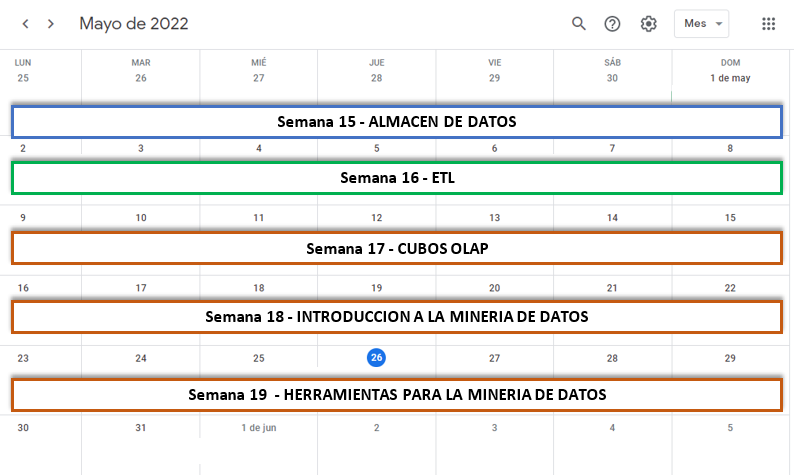 Mayo de 2022 Mes
LUN MAR MIÉ JUE VIE SÁB DOM
25 26 27 28 29 30 1 de may
Semana 15 - ALMACEN DE DATOS
2 3 4 5 6 7 8
Semana 16 - ETL
9 10 11 12 13 14 15
Semana 17 - CUBOS OLAP
16 17 18 19 20 21 22
Semana 18 - INTRODUCCION A LA MINERIA DE DATOS
23 24 25 26 27 28 29
Semana 19 - HERRAMIENTAS PARA LA MINERIA DE DATOS
30 31 1 de jun 2 3 4 5